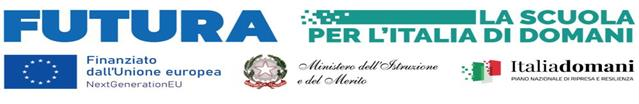 FUTURA
LA SCUOLA
PER L'ITALIA DI DOMANI
Finanziato
dall'Unione europea
NextGenerationEU
Ministero dell'Istruzione
e del Merito
Italiadomani
PIANO NAZIONALE DI RIPRESA E RESILIENZA